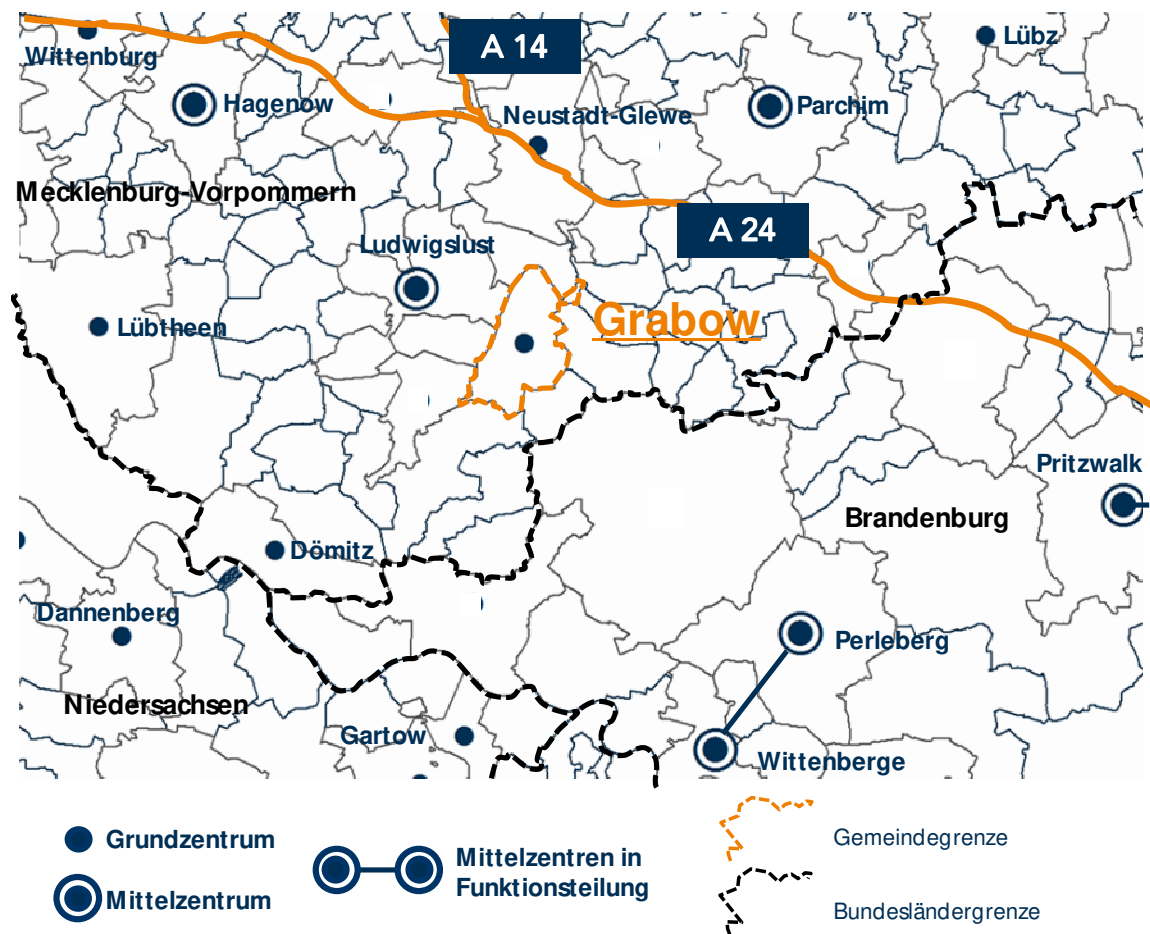 A 14
Lübz
Wittenburg
Hagenow
Parchim
Neustadt-Glewe
Mecklenburg-Vorpommern
A 24
Ludwigslust
Grabow
Lübtheen
Pritzwalk
Brandenburg
Dömitz
Dannenberg
Perleberg
Niedersachsen
Gartow
Wittenberge
Grundzentrum
Mittelzentrum
Mittelzentren in
Funktionsteilung
Gemeindegrenze
Bundesländergrenze